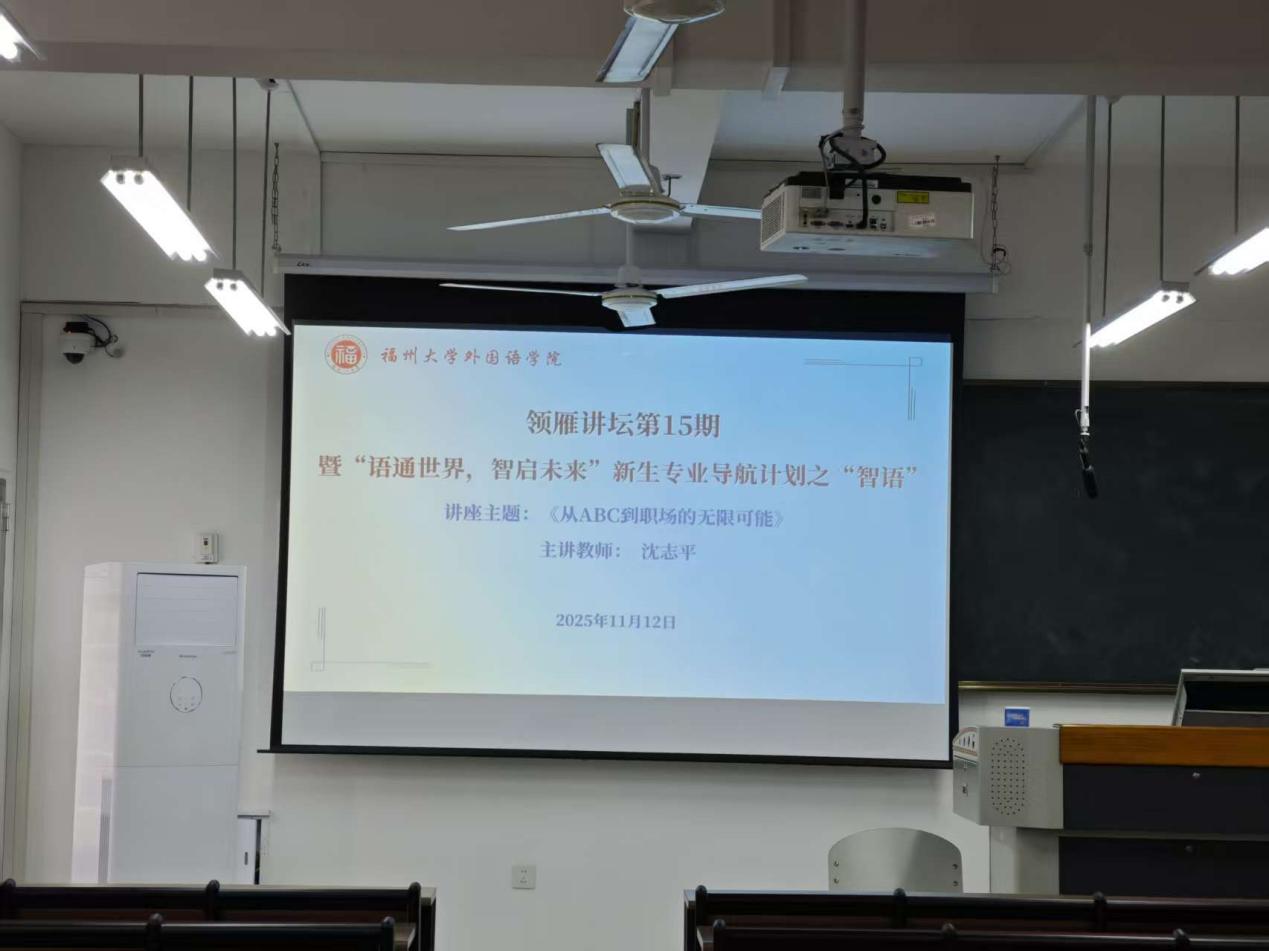 福州大学外国语学院
领雁讲坛第15期
暨“语通世界，智启未来”新生专业导航计划之“智语”
讲座主题：《从ABC到职场的无限可能》
主讲教师： 沈志平
2025年11月12日